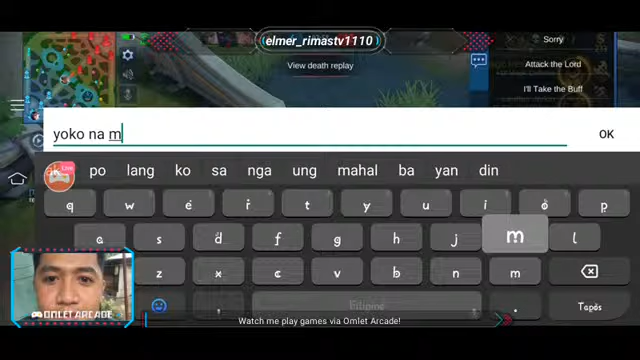 elmer_rimastv1110
Sorry
View death replay
Attack the Lord
I'll Take the Buff
yoko na m
OK
Live
po lang ko sa nga ung mahal ba yan din
q w e r t y u i o p
a s d f g h j m l
z x c v b n m
, Filipino . Tapos
OMLET ARCADE
Watch me play games via Omlet Arcade!